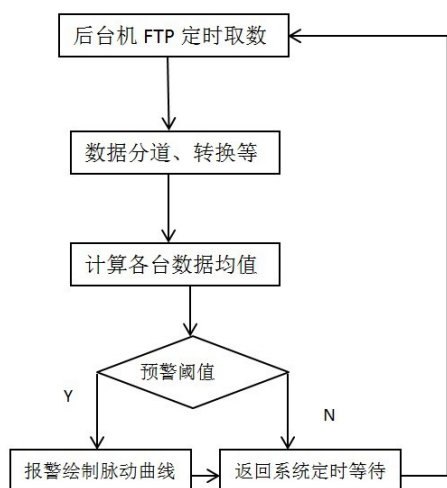 后台机 FTP 定时取数
数据分道、转换等
计算各台数据均值
预警阈值
Y
N
报警绘制脉动曲线
返回系统定时等待